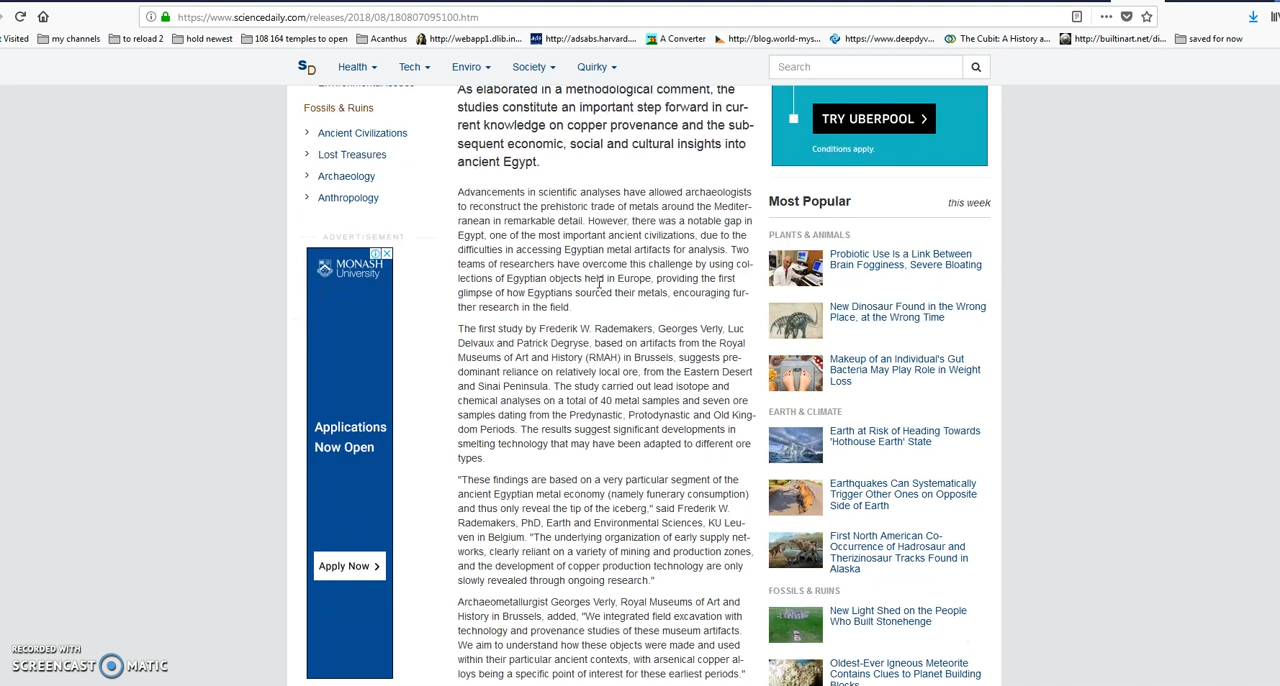 https://www.sciencedaily.com/releases/2018/08/180807095100.htm
Visited
my channels
to reload 2
hold newest
108 164 temples to open
Acanthus
http://webapp1.dlib.in...
http://adsabs.harvard....
A Converter
http://blog.world-mys...
https://www.deepdyv...
The Cubit: A History a...
http://builtinart.net/di...
saved for now
SD
Health
Tech
Enviro
Society
Quirky
Search
Fossils & Ruins
Ancient Civilizations
Lost Treasures
Archaeology
Anthropology
ADVERTISEMENT
MONASH
University
Applications
Now Open
Apply Now
As elaborated in a methodological comment, the
studies constitute an important step forward in cur-
rent knowledge on copper provenance and the sub-
sequent economic, social and cultural insights into
ancient Egypt.
Advancements in scientific analyses have allowed archaeologists
to reconstruct the prehistoric trade of metals around the Mediter-
ranean in remarkable detail. However, there was a notable gap in
Egypt, one of the most important ancient civilizations, due to the
difficulties in accessing Egyptian metal artifacts for analysis. Two
teams of researchers have overcome this challenge by using col-
lections of Egyptian objects held in Europe, providing the first
glimpse of how Egyptians sourced their metals, encouraging fur-
ther research in the field.
The first study by Frederik W. Rademakers, Georges Verly, Luc
Delvaux and Patrick Degryse, based on artifacts from the Royal
Museums of Art and History (RMAH) in Brussels, suggests pre-
dominant reliance on relatively local ore, from the Eastern Desert
and Sinai Peninsula. The study carried out lead isotope and
chemical analyses on a total of 40 metal samples and seven ore
samples dating from the Predynastic, Protodynastic and Old King-
dom Periods. The results suggest significant developments in
smelting technology that may have been adapted to different ore
types.
"These findings are based on a very particular segment of the
ancient Egyptian metal economy (namely funerary consumption)
and thus only reveal the tip of the iceberg," said Frederik W.
Rademakers, PhD, Earth and Environmental Sciences, KU Leu-
ven in Belgium. "The underlying organization of early supply net-
works, clearly reliant on a variety of mining and production zones,
and the development of copper production technology are only
slowly revealed through ongoing research."
Archaeometallurgist Georges Verly, Royal Museums of Art and
History in Brussels, added, "We integrated field excavation with
technology and provenance studies of these museum artifacts.
We aim to understand how these objects were made and used
within their particular ancient contexts, with arsenical copper al-
loys being a specific point of interest for these earliest periods."
TRY UBERPOOL
Conditions apply.
Most Popular
this week
PLANTS & ANIMALS
Probiotic Use Is a Link Between
Brain Fogginess, Severe Bloating
New Dinosaur Found in the Wrong
Place, at the Wrong Time
Makeup of an Individual's Gut
Bacteria May Play Role in Weight
Loss
EARTH & CLIMATE
Earth at Risk of Heading Towards
'Hothouse Earth' State
Earthquakes Can Systematically
Trigger Other Ones on Opposite
Side of Earth
First North American Co-
Occurrence of Hadrosaur and
Therizinosaur Tracks Found in
Alaska
FOSSILS & RUINS
New Light Shed on the People
Who Built Stonehenge
Oldest-Ever Igneous Meteorite
Contains Clues to Planet Building
Blocks
RECORDED WITH
SCREENCAST MATIC